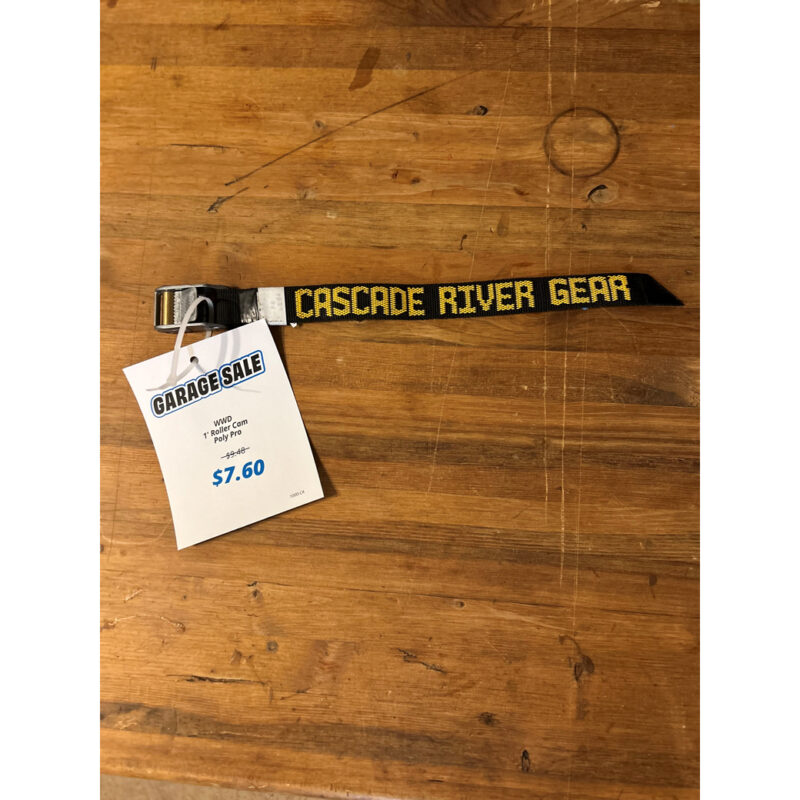 CASCADE RIVER GEAR
GARAGE SALE
WWD
1' Roller Cam
Poly Pro
$9.48
$7.60